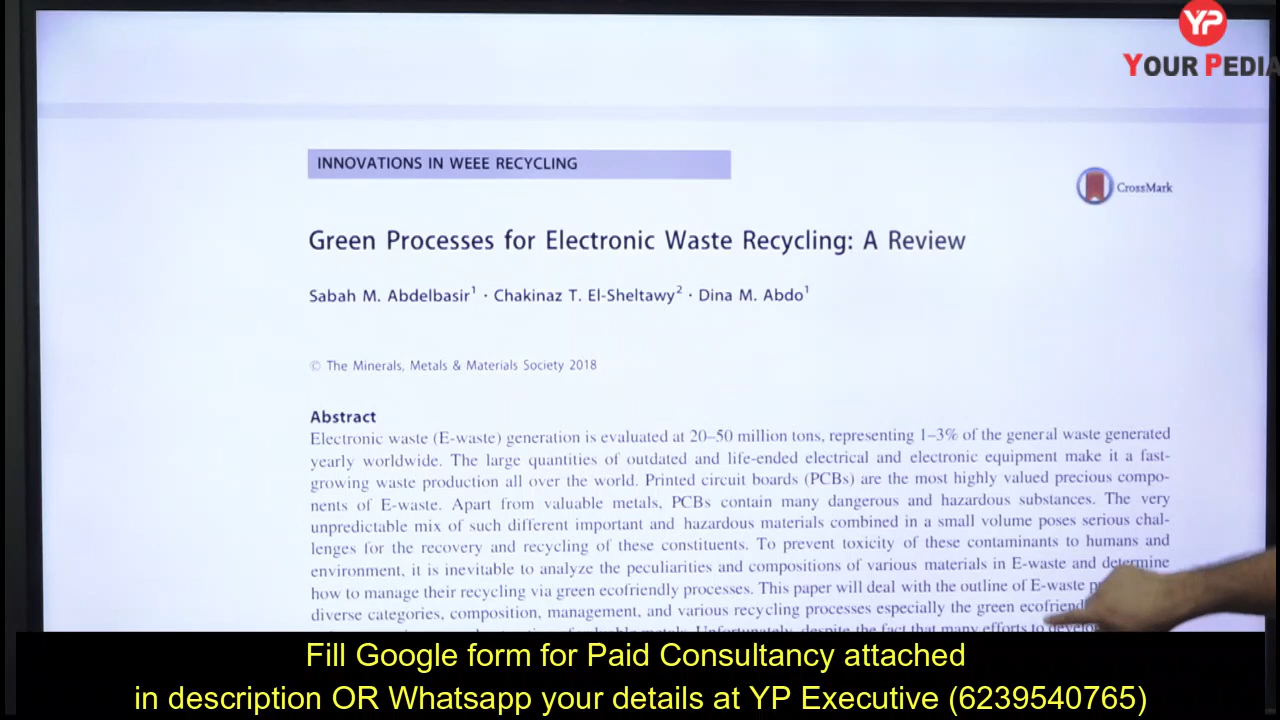 YP
YOUR PEDIA
INNOVATIONS IN WEEE RECYCLING
CrossMark
Green Processes for Electronic Waste Recycling: A Review
Sabah M. Abdelbasir1 · Chakinaz T. El-Sheltawy2 · Dina M. Abdo1
© The Minerals, Metals & Materials Society 2018
Abstract
Electronic waste (E-waste) generation is evaluated at 20–50 million tons, representing 1–3% of the general waste generated
yearly worldwide. The large quantities of outdated and life-ended electrical and electronic equipment make it a fast-
growing waste production all over the world. Printed circuit boards (PCBs) are the most highly valued precious compo-
nents of E-waste. Apart from valuable metals, PCBs contain many dangerous and hazardous substances. The very
unpredictable mix of such different important and hazardous materials combined in a small volume poses serious chal-
lenges for the recovery and recycling of these constituents. To prevent toxicity of these contaminants to humans and
environment, it is inevitable to analyze the peculiarities and compositions of various materials in E-waste and determine
how to manage their recycling via green ecofriendly processes. This paper will deal with the outline of E-waste
diverse categories, composition, management, and various recycling processes especially the green
Unfortunately, despite the fact that many efforts to
Fill Google form for Paid Consultancy attached
in description OR Whatsapp your details at YP Executive (6239540765)